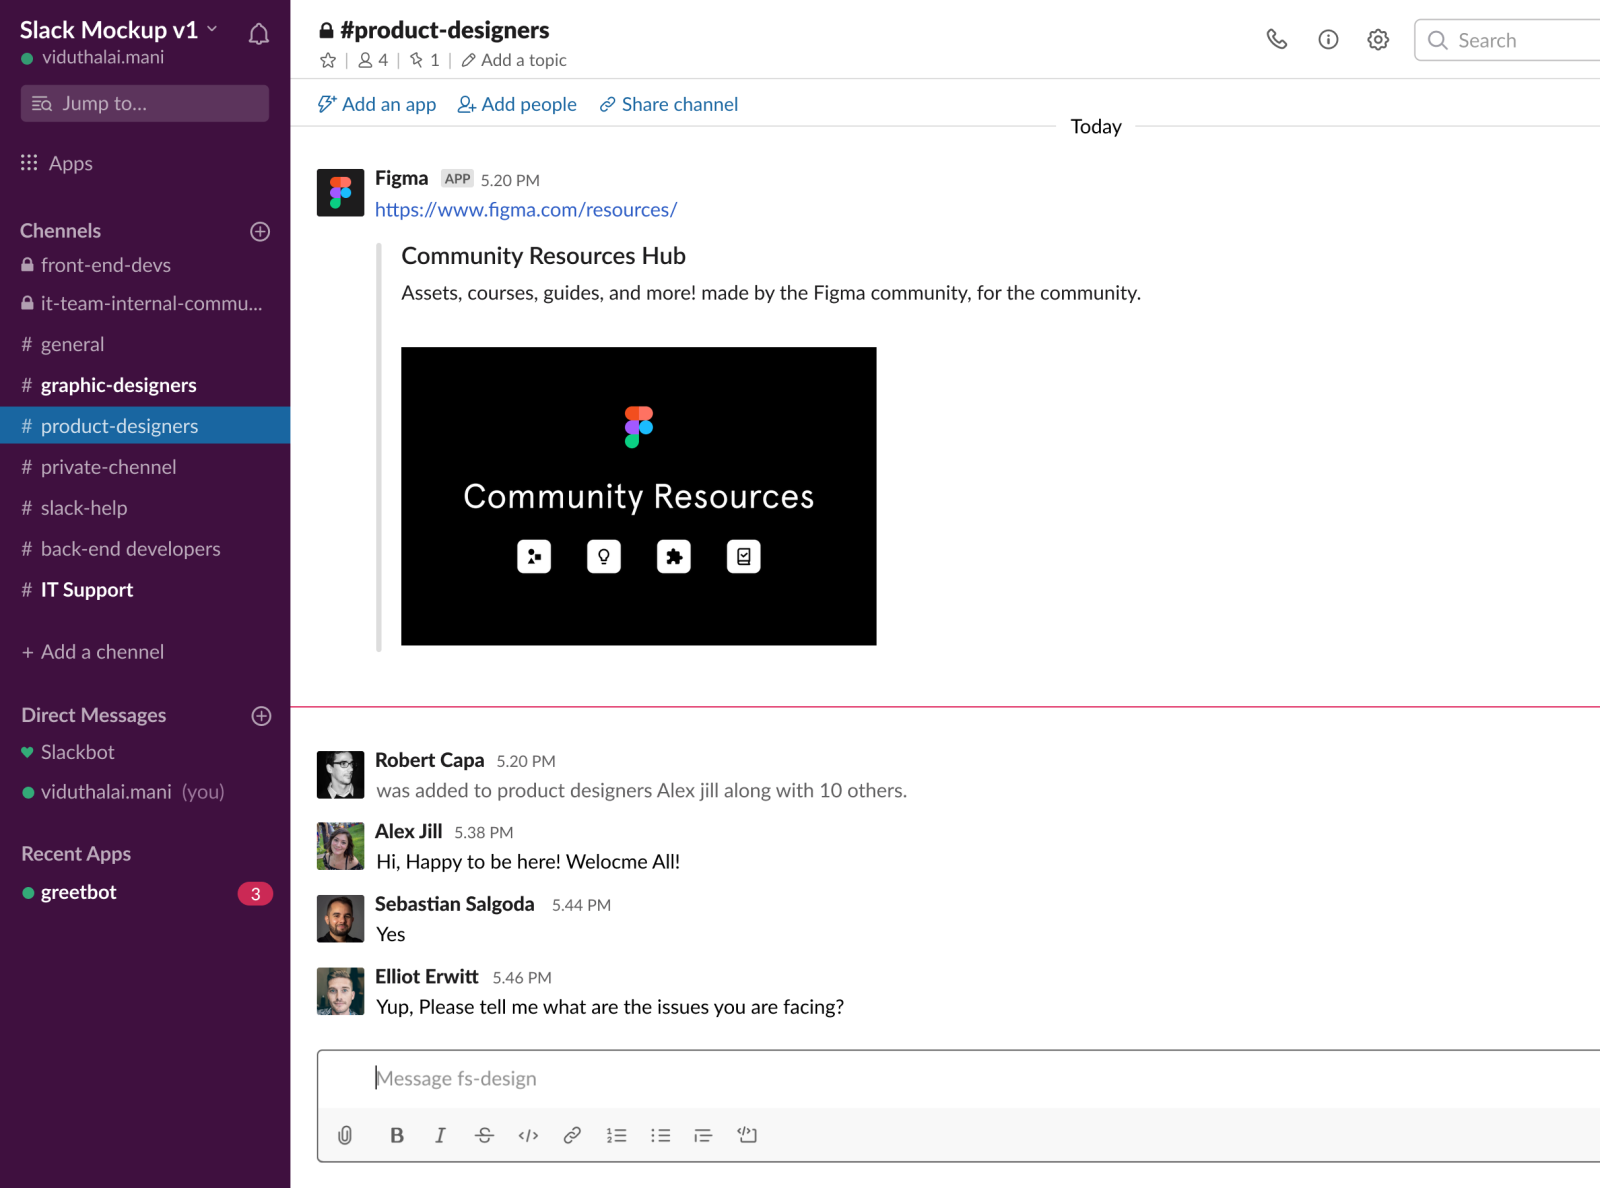 Slack Mockup v1
viduthalai.mani
Jump to...
Apps
Channels
front-end-devs
it-team-internal-commu...
# general
# graphic-designers
# product-designers
# private-chennel
# slack-help
# back-end developers
# IT Support
+ Add a chennel
Direct Messages
Slackbot
viduthalai.mani (you)
Recent Apps
greetbot 3
#product-designers
4 | 1 | Add a topic
Search
Add an app Add people Share channel
Today
Figma APP 5.20 PM
https://www.figma.com/resources/
Community Resources Hub
Assets, courses, guides, and more! made by the Figma community, for the community.
Community Resources
Robert Capa 5.20 PM
was added to product designers Alex jill along with 10 others.
Alex Jill 5.38 PM
Hi, Happy to be here! Welocme All!
Sebastian Salgoda 5.44 PM
Yes
Elliot Erwitt 5.46 PM
Yup, Please tell me what are the issues you are facing?
Message fs-design
B I S </>